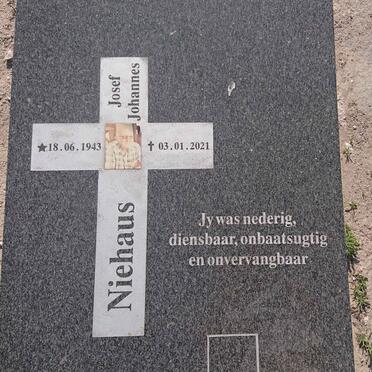 Josef
Johannes
★18.06.1943
✝ 03.01.2021
Niehaus
Jy was nederig,
diensbaar, onbaatsugtig
en onvervangbaar